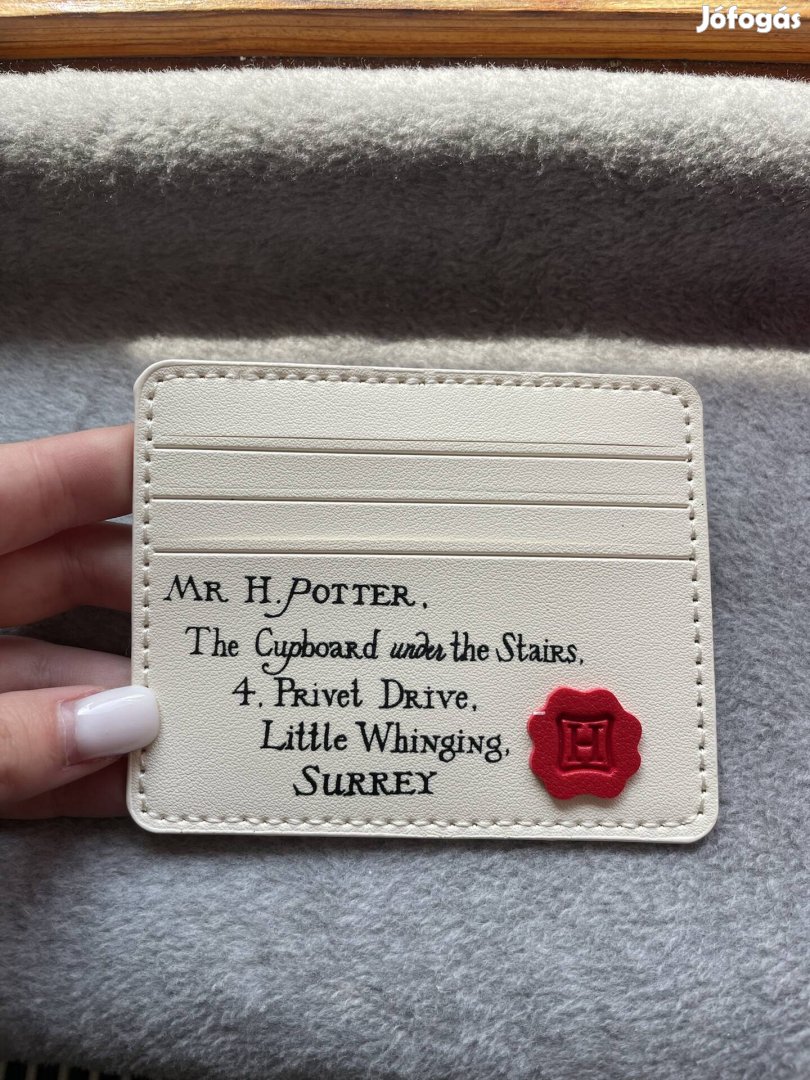 Jófogás
Mr H. Potter,
The Cupboard under the Stairs,
4, Privet Drive,
Little Whinging,
Surrey
H